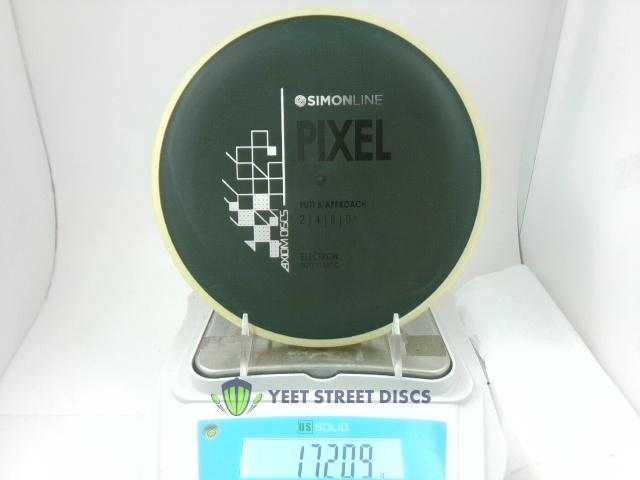 SIMONLINE
PIXEL
PUTT & APPROACH
2 | 4 | 0 | 0.5
ELECTRON
AXIOM DISCS
YEET STREET DISCS
US SOLID
172.09 g